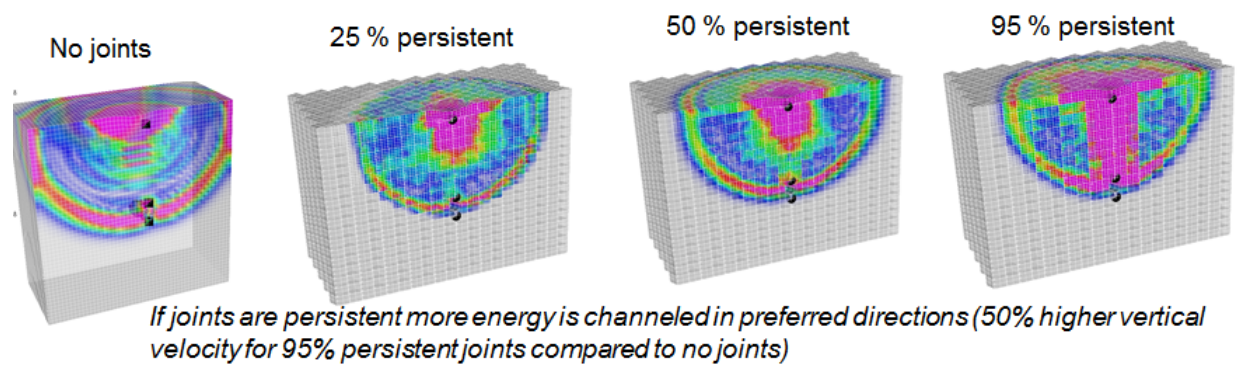 No joints
25 % persistent
50 % persistent
95 % persistent
If joints are persistent more energy is channeled in preferred directions (50% higher vertical
velocity for 95% persistent joints compared to no joints)